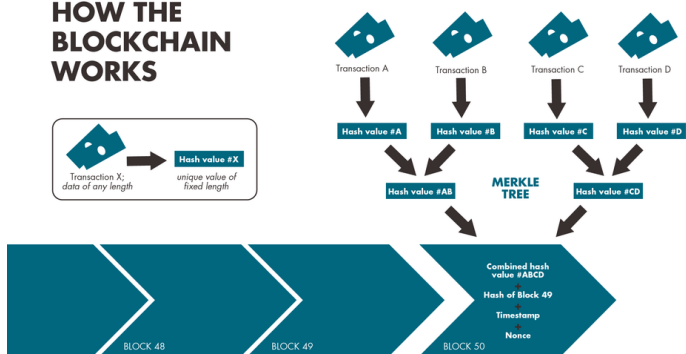 HOW THE
BLOCKCHAIN
WORKS
Transaction X;
data of any length
Hash value #X
unique value of
fixed length
Transaction A
Transaction B
Transaction C
Transaction D
Hash value #A
Hash value #B
Hash value #C
Hash value #D
Hash value #AB
MERKLE
TREE
Hash value #CD
BLOCK 48
BLOCK 49
BLOCK 50
Combined hash
value #ABCD
+
Hash of Block 49
+
Timestamp
+
Nonce